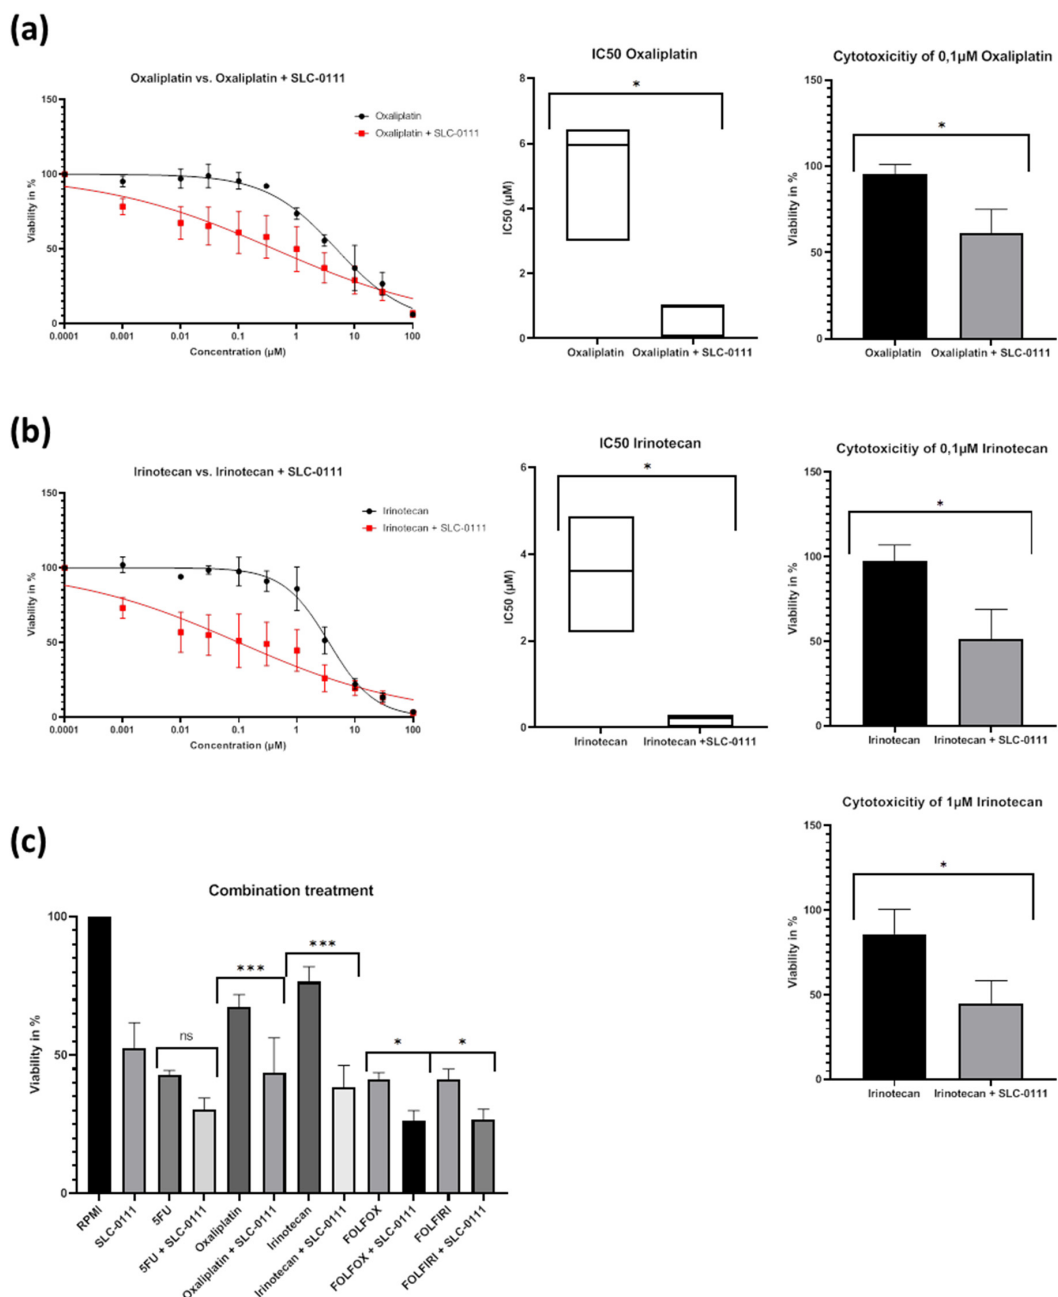 (a)
Oxaliplatin vs. Oxaliplatin + SLC-0111
Oxaliplatin
Oxaliplatin + SLC-0111
Viability in %
150
100
50
0
0.0001
0.001
0.01
0.1
1
10
100
Concentration (µM)
IC50 Oxaliplatin
*
IC50 (µM)
8
6
4
2
0
Oxaliplatin
Oxaliplatin + SLC-0111
Cytotoxicitiy of 0,1µM Oxaliplatin
*
Viability in %
150
100
50
0
Oxaliplatin
Oxaliplatin + SLC-0111
(b)
Irinotecan vs. Irinotecan + SLC-0111
Irinotecan
Irinotecan + SLC-0111
Viability in %
150
100
50
0
0.0001
0.001
0.01
0.1
1
10
100
Concentration (µM)
IC50 Irinotecan
*
IC50 (µM)
6
4
2
0
Irinotecan
Irinotecan +SLC-0111
Cytotoxicitiy of 0,1µM Irinotecan
*
Viability in %
150
100
50
0
Irinotecan
Irinotecan + SLC-0111
Cytotoxicitiy of 1µM Irinotecan
*
Viability in %
150
100
50
0
Irinotecan
Irinotecan + SLC-0111
(c)
Combination treatment
Viability in %
100
50
0
ns
***
***
*
*
RPMi
SLC-0111
5FU
5FU + SLC-0111
Oxaliplatin
Oxaliplatin + SLC-0111
Irinotecan
Irinotecan + SLC-0111
FOLFOX
FOLFOX + SLC-0111
FOLFIRI
FOLFIRI + SLC-0111